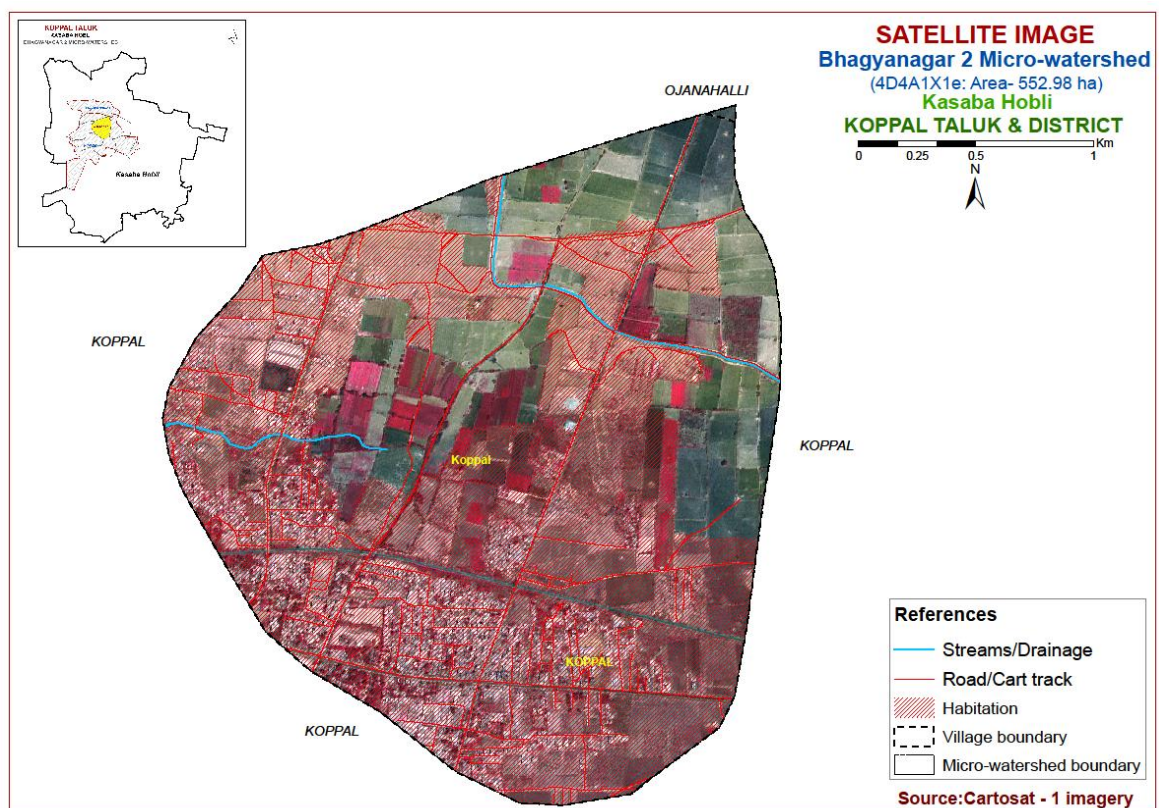 KOPPAL TALUK
KASABA HOBLI
Kasaba Hobli
SATELLITE IMAGE
Bhagyanagar 2 Micro-watershed
(4D4A1X1e: Area- 552.98 ha)
Kasaba Hobli
KOPPAL TALUK & DISTRICT
0 0.25 0.5 1 Km
N
OJANAHALLI
KOPPAL
KOPPAL
Koppal
KOPPAL
KOPPAL
References
Streams/Drainage
Road/Cart track
Habitation
Village boundary
Micro-watershed boundary
Source:Cartosat - 1 imagery